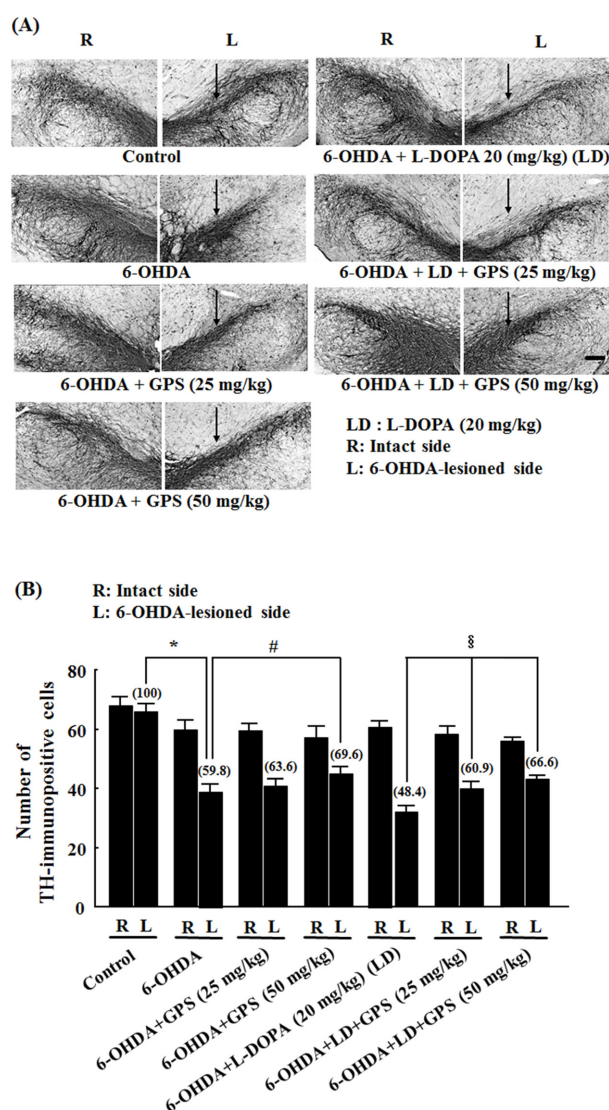 (A)
R L R L
Control
6-OHDA + L-DOPA 20 (mg/kg) (LD)
6-OHDA
6-OHDA + LD + GPS (25 mg/kg)
6-OHDA + GPS (25 mg/kg)
6-OHDA + LD + GPS (50 mg/kg)
6-OHDA + GPS (50 mg/kg)
LD : L-DOPA (20 mg/kg)
R: Intact side
L: 6-OHDA-lesioned side
(B)
R: Intact side
L: 6-OHDA-lesioned side
* # §
Number of
TH-immunopositive cells
80
60
40
20
0
(100)
(59.8)
(63.6)
(69.6)
(48.4)
(60.9)
(66.6)
R L R L R L R L R L R L R L
Control
6-OHDA
6-OHDA+GPS (25 mg/kg)
6-OHDA+GPS (50 mg/kg)
6-OHDA+L-DOPA (20 mg/kg) (LD)
6-OHDA+LD+GPS (25 mg/kg)
6-OHDA+LD+GPS (50 mg/kg)